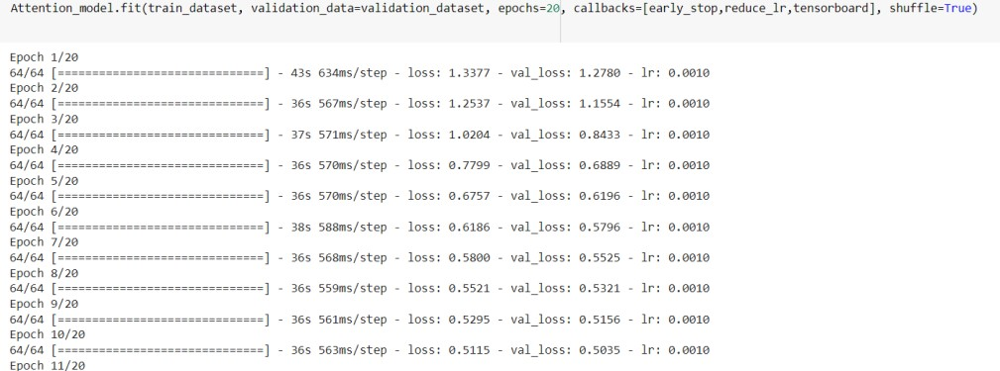 Attention_model.fit(train_dataset, validation_data=validation_dataset, epochs=20, callbacks=[early_stop,reduce_lr,tensorboard], shuffle=True)
Epoch 1/20
64/64 [==============================] - 43s 634ms/step - loss: 1.3377 - val_loss: 1.2780 - lr: 0.0010
Epoch 2/20
64/64 [==============================] - 36s 567ms/step - loss: 1.2537 - val_loss: 1.1554 - lr: 0.0010
Epoch 3/20
64/64 [==============================] - 37s 571ms/step - loss: 1.0204 - val_loss: 0.8433 - lr: 0.0010
Epoch 4/20
64/64 [==============================] - 36s 570ms/step - loss: 0.7799 - val_loss: 0.6889 - lr: 0.0010
Epoch 5/20
64/64 [==============================] - 36s 570ms/step - loss: 0.6757 - val_loss: 0.6196 - lr: 0.0010
Epoch 6/20
64/64 [==============================] - 38s 588ms/step - loss: 0.6186 - val_loss: 0.5796 - lr: 0.0010
Epoch 7/20
64/64 [==============================] - 36s 568ms/step - loss: 0.5800 - val_loss: 0.5525 - lr: 0.0010
Epoch 8/20
64/64 [==============================] - 36s 559ms/step - loss: 0.5521 - val_loss: 0.5321 - lr: 0.0010
Epoch 9/20
64/64 [==============================] - 36s 561ms/step - loss: 0.5295 - val_loss: 0.5156 - lr: 0.0010
Epoch 10/20
64/64 [==============================] - 36s 563ms/step - loss: 0.5115 - val_loss: 0.5035 - lr: 0.0010
Epoch 11/20